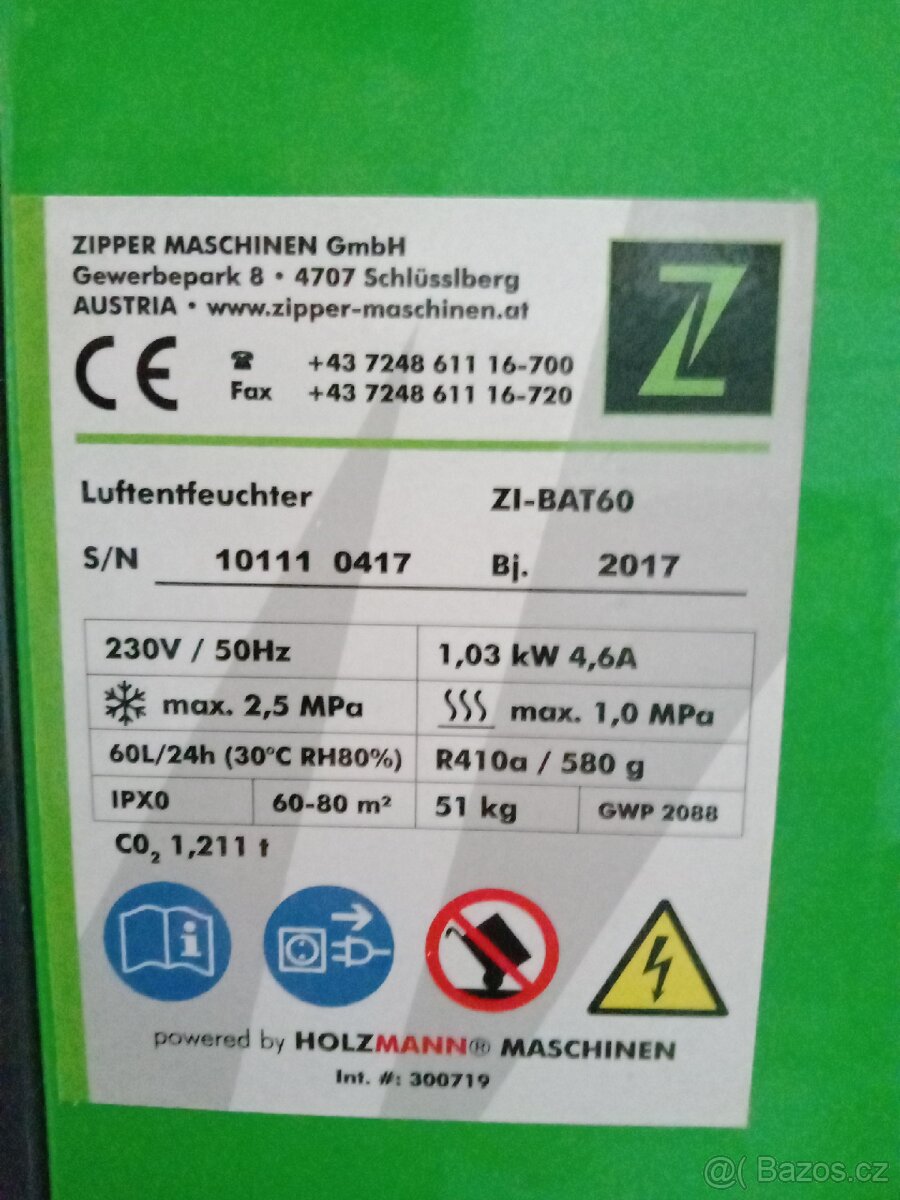 ZIPPER MASCHINEN GmbH
Gewerbepark 8 • 4707 Schlüsslberg
AUSTRIA • www.zipper-maschinen.at
CE ☎ +43 7248 611 16-700
Fax +43 7248 611 16-720
Luftentfeuchter ZI-BAT60
S/N 10111 0417 Bj. 2017
230V / 50Hz 1,03 kW 4,6A
max. 2,5 MPa max. 1,0 MPa
60L/24h (30°C RH80%) R410a / 580 g
IPX0 60-80 m² 51 kg GWP 2088
C0₂ 1,211 t
powered by HOLZMANN® MASCHINEN
Int. #: 300719
@( Bazos.cz